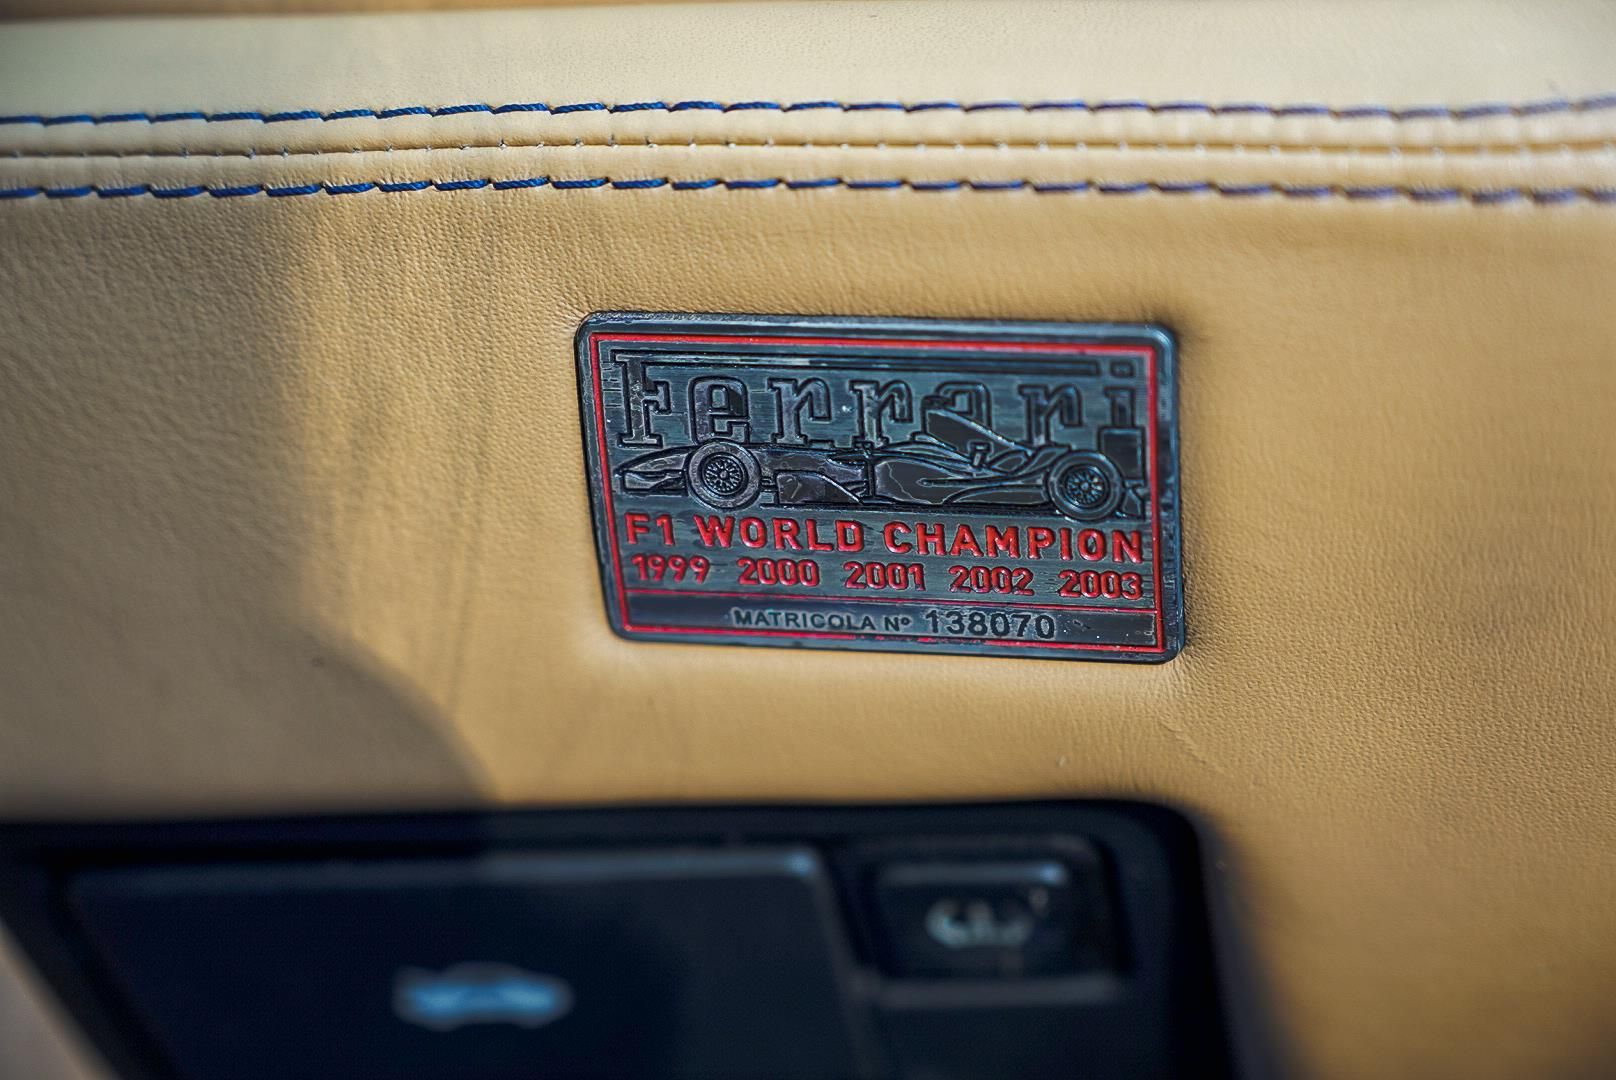 Ferrari
F1 WORLD CHAMPION
1999 2000 2001 2002 2003
MATRICOLA Nº 138070